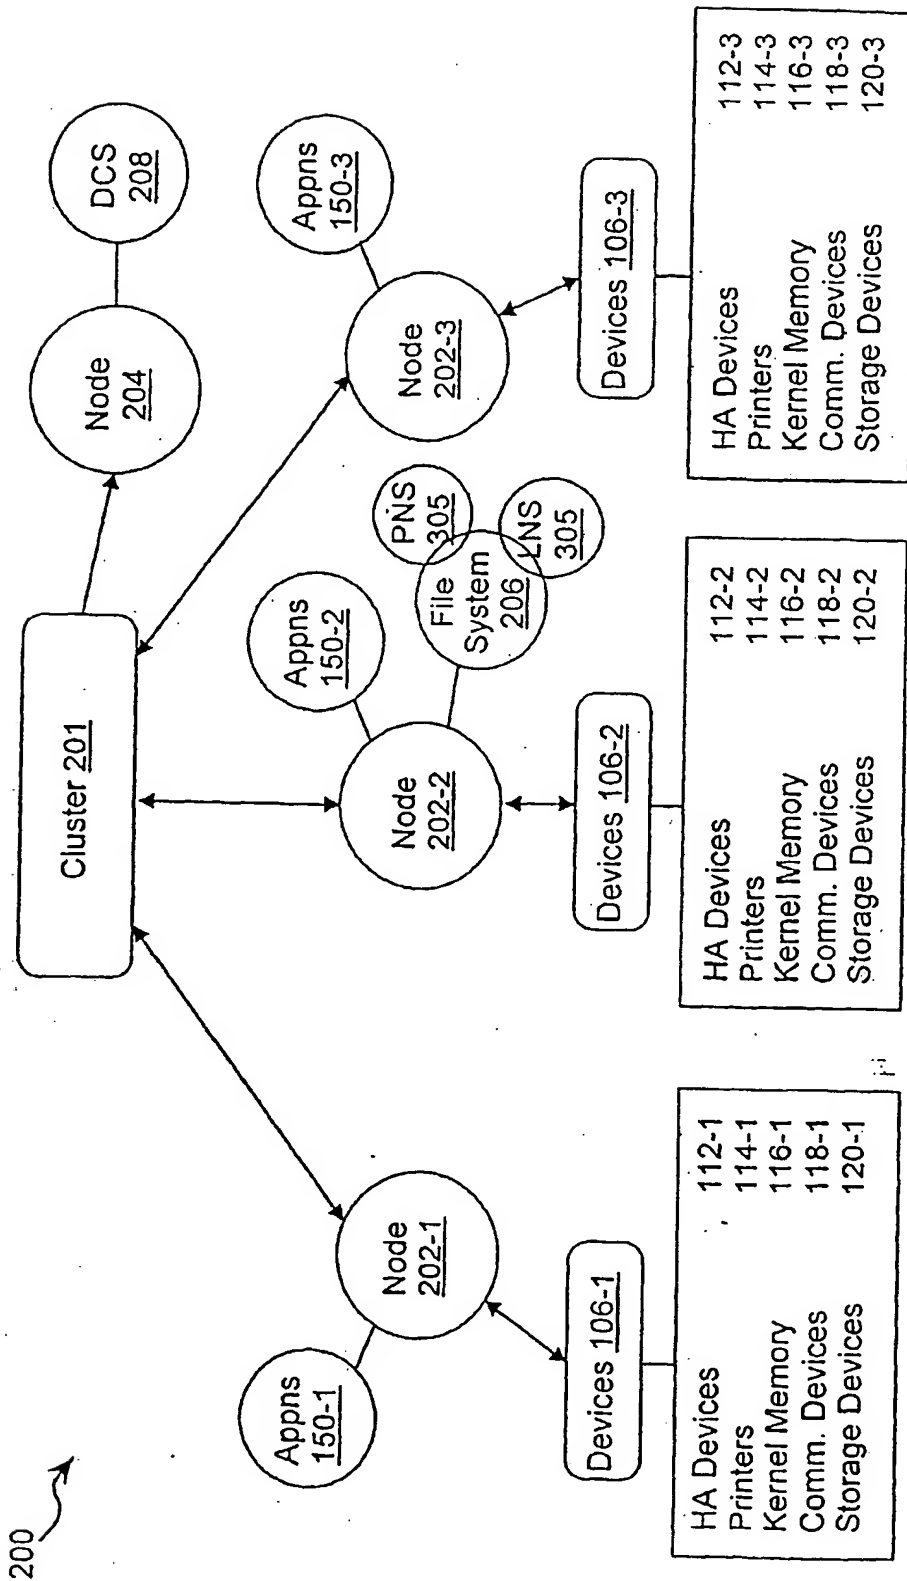 200
Cluster 201
Node
204
DCS
208
Appns
150-1
Node
202-1
Appns
150-2
Node
202-2
File
System
206
PNS
305
LNS
305
Appns
150-3
Node
202-3
Devices 106-1
HA Devices 112-1
Printers 114-1
Kernel Memory 116-1
Comm. Devices 118-1
Storage Devices 120-1
Devices 106-2
HA Devices 112-2
Printers 114-2
Kernel Memory 116-2
Comm. Devices 118-2
Storage Devices 120-2
Devices 106-3
HA Devices 112-3
Printers 114-3
Kernel Memory 116-3
Comm. Devices 118-3
Storage Devices 120-3